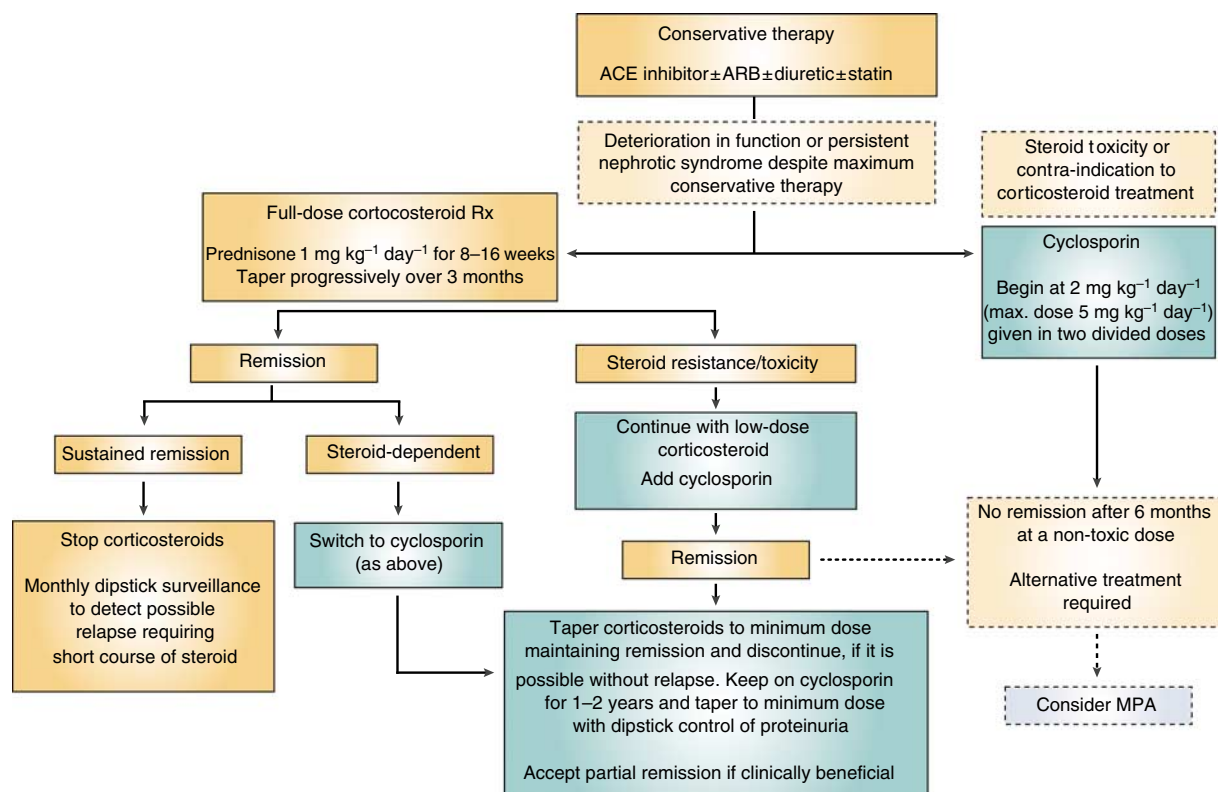 Conservative therapy
ACE inhibitor±ARB±diuretic±statin
Deterioration in function or persistent
nephrotic syndrome despite maximum
conservative therapy
Steroid toxicity or
contra-indication to
corticosteroid treatment
Full-dose cortocosteroid Rx
Prednisone 1 mg kg⁻¹ day⁻¹ for 8–16 weeks
Taper progressively over 3 months
Cyclosporin
Begin at 2 mg kg⁻¹ day⁻¹
(max. dose 5 mg kg⁻¹ day⁻¹)
given in two divided doses
Remission
Steroid resistance/toxicity
Sustained remission
Steroid-dependent
Continue with low-dose
corticosteroid
Add cyclosporin
Stop corticosteroids
Monthly dipstick surveillance
to detect possible
relapse requiring
short course of steroid
Switch to cyclosporin
(as above)
Remission
No remission after 6 months
at a non-toxic dose
Alternative treatment
required
Taper corticosteroids to minimum dose
maintaining remission and discontinue, if it is
possible without relapse. Keep on cyclosporin
for 1–2 years and taper to minimum dose
with dipstick control of proteinuria
Accept partial remission if clinically beneficial
Consider MPA